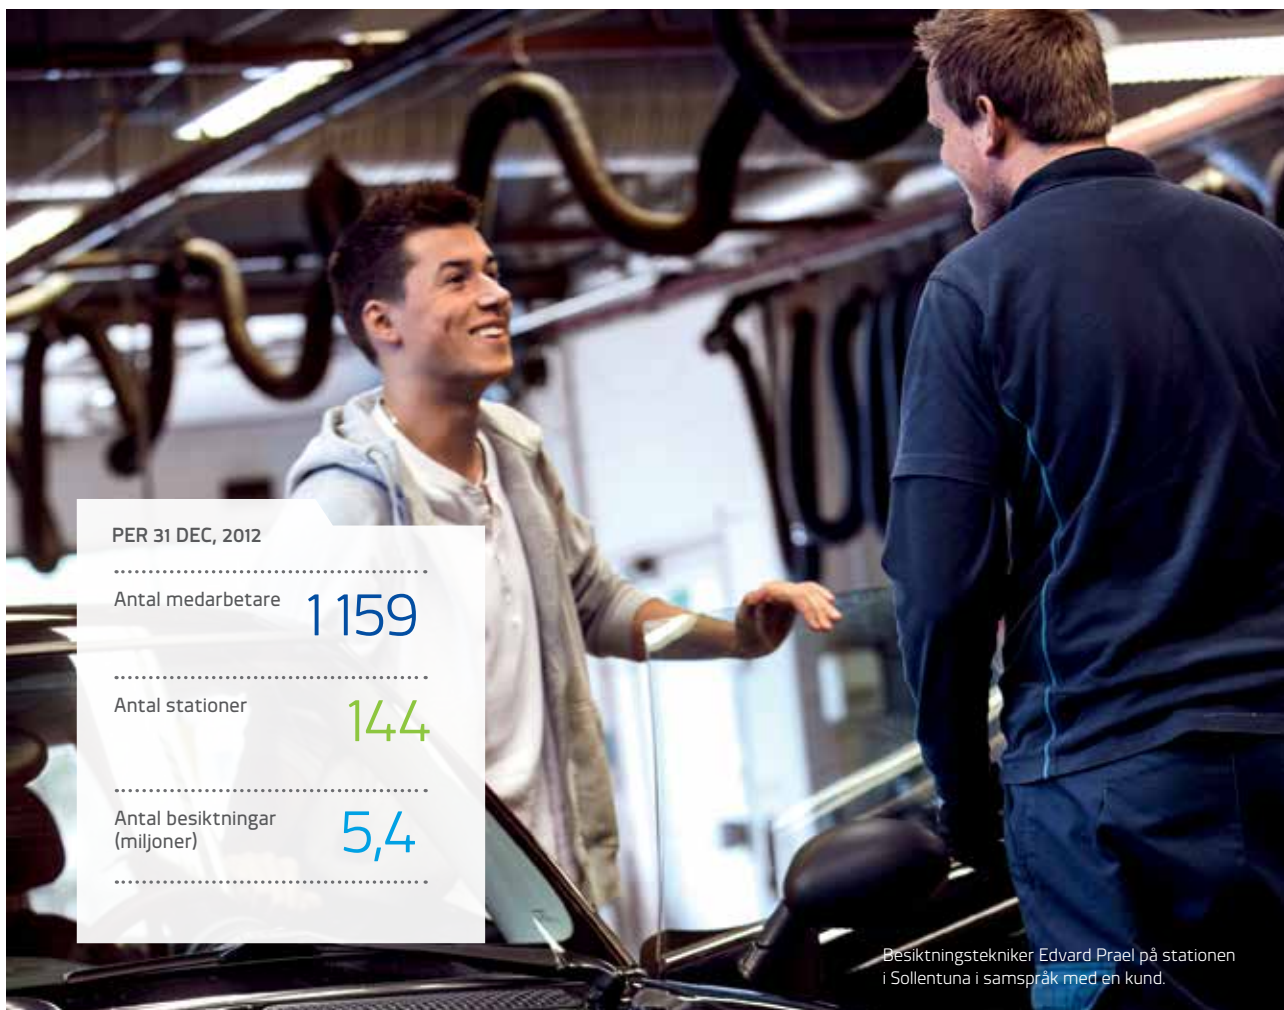 PER 31 DEC, 2012
Antal medarbetare 1 159
Antal stationer 144
Antal besiktningar
(miljoner) 5,4
Besiktningstekniker Edvard Prael på stationen
i Sollentuna i samspråk med en kund.